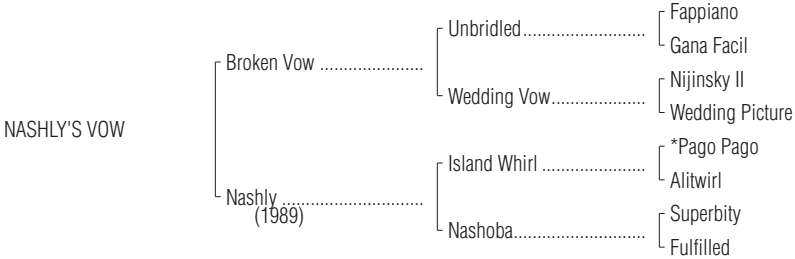 Fappiano
Unbridled..........................
Gana Facil
Broken Vow ......................
Nijinsky II
Wedding Vow....................
Wedding Picture
NASHLY'S VOW
*Pago Pago
Island Whirl ......................
Alitwirl
Nashly ..............................
(1989)
Superbity
Nashoba............................
Fulfilled